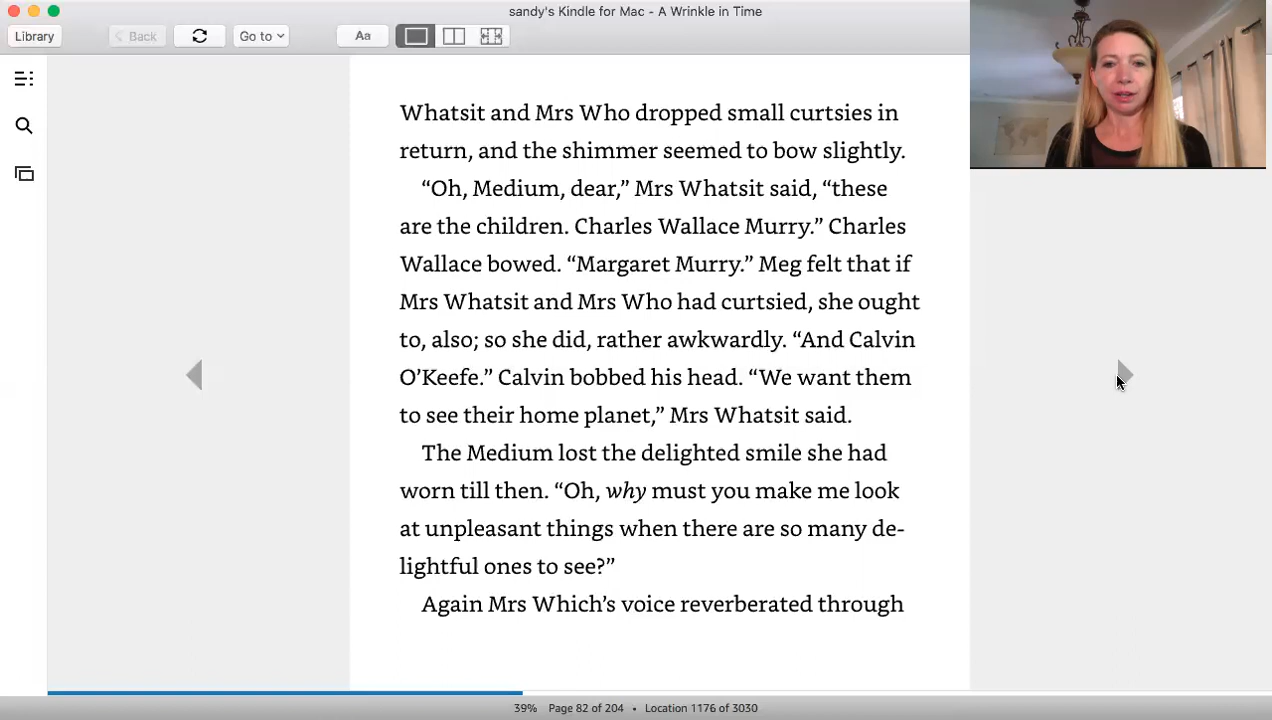 sandy's Kindle for Mac - A Wrinkle in Time
Library
Back
Go to
Aa
Whatsit and Mrs Who dropped small curtsies in
return, and the shimmer seemed to bow slightly.
“Oh, Medium, dear,” Mrs Whatsit said, “these
are the children. Charles Wallace Murry.” Charles
Wallace bowed. “Margaret Murry.” Meg felt that if
Mrs Whatsit and Mrs Who had curtsied, she ought
to, also; so she did, rather awkwardly. “And Calvin
O’Keefe.” Calvin bobbed his head. “We want them
to see their home planet,” Mrs Whatsit said.
The Medium lost the delighted smile she had
worn till then. “Oh, why must you make me look
at unpleasant things when there are so many de-
lightful ones to see?”
Again Mrs Which’s voice reverberated through
39% Page 82 of 204 • Location 1176 of 3030